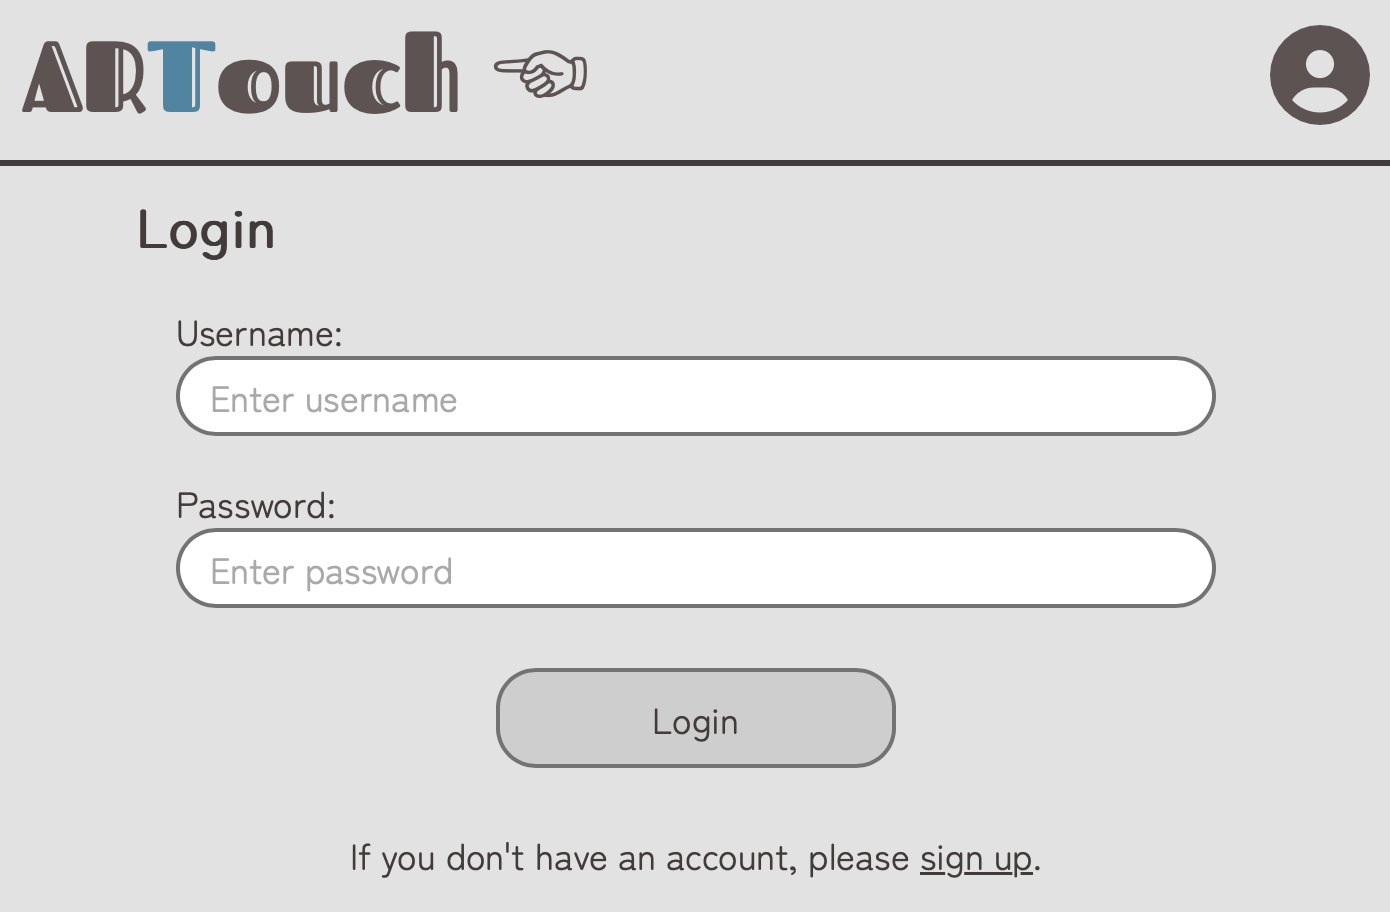 ARTouch
Login
Username:
Enter username
Password:
Enter password
Login
If you don't have an account, please sign up.